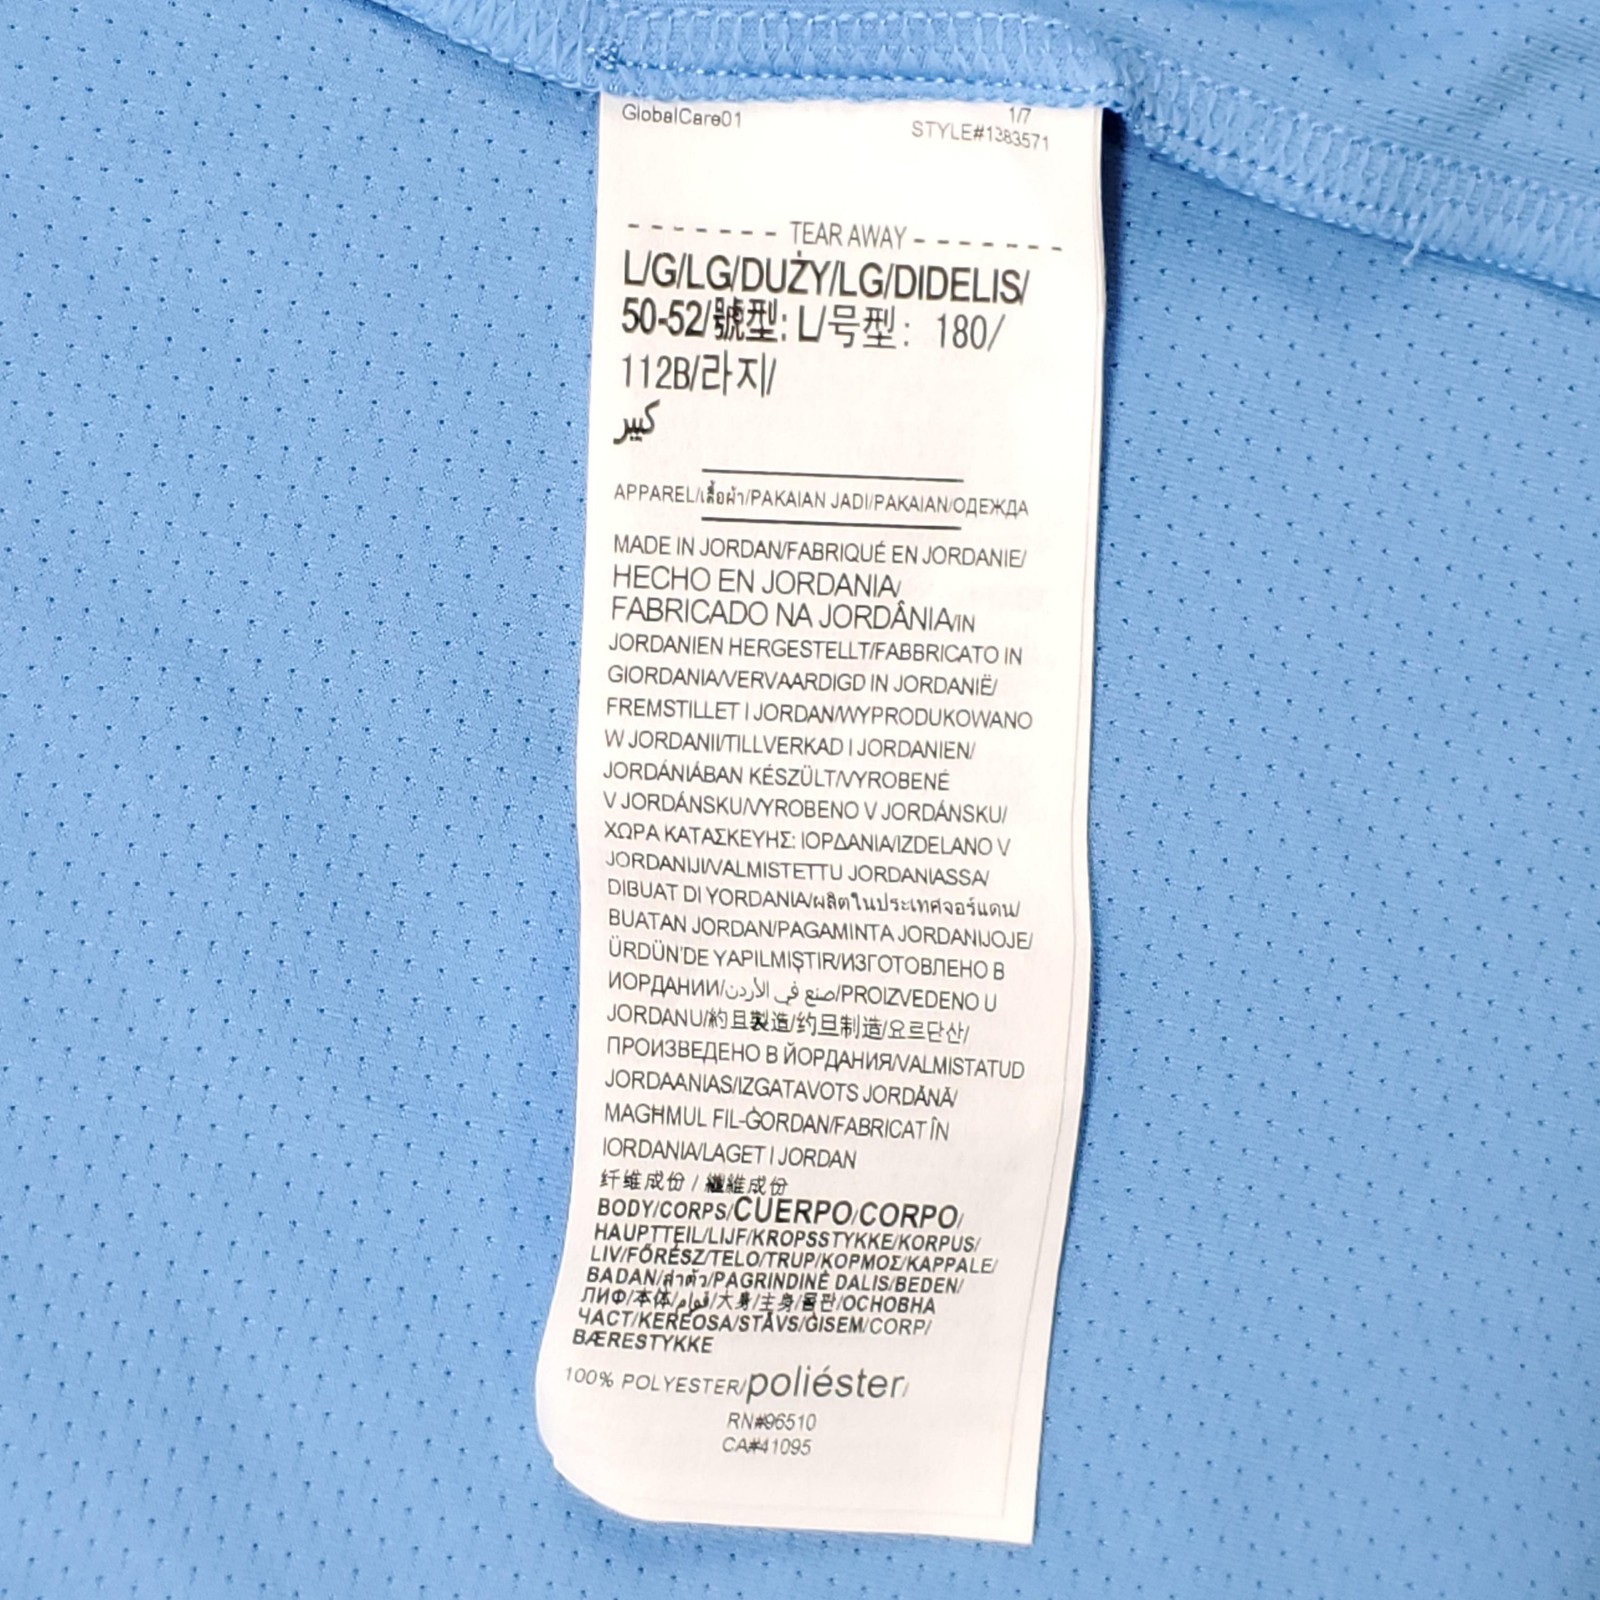 GlobalCare01
1/7
STYLE#1383571
- - - - - - - TEAR AWAY - - - - - - -
L/G/LG/DUŻY/LG/DIDELIS/
50-52/號型: L/号型: 180/
112B/라지/
كبير
APPAREL/เสื้อผ้า/PAKAIAN JADI/PAKAIAN/ОДЕЖДА
MADE IN JORDAN/FABRIQUÉ EN JORDANIE/
HECHO EN JORDANIA/
FABRICADO NA JORDÂNIA/IN
JORDANIEN HERGESTELLT/FABBRICATO IN
GIORDANIA/VERVAARDIGD IN JORDANIË/
FREMSTILLET I JORDAN/WYPRODUKOWANO
W JORDANII/TILLVERKAD I JORDANIEN/
JORDÁNIÁBAN KÉSZÜLT/VYROBENÉ
V JORDÁNSKU/VYROBENO V JORDÁNSKU/
ΧΩΡΑ ΚΑΤΑΣΚΕΥΗΣ: ΙΟΡΔΑΝΙΑ/IZDELANO V
JORDANIJI/VALMISTETTU JORDANIASSA/
DIBUAT DI YORDANIA/ผลิตในประเทศจอร์แดน/
BUATAN JORDAN/PAGAMINTA JORDANIJOJE/
ÜRDÜN'DE YAPILMIŞTIR/ИЗГОТОВЛЕНО В
ИОРДАНИИ/صنع في الأردن/PROIZVEDENO U
JORDANU/約旦製造/约旦制造/요르단산/
ПРОИЗВЕДЕНО В ЙОРДАНИЯ/VALMISTATUD
JORDAANIAS/IZGATAVOTS JORDĀNĀ/
MAGĦMUL FIL-ĠORDAN/FABRICAT ÎN
IORDANIA/LAGET I JORDAN
纤维成份 / 纖維成份
BODY/CORPS/CUERPO/CORPO/
HAUPTTEIL/LIJF/KROPSSTYKKE/KORPUS/
LIV/FŐRÉSZ/TELO/TRUP/ΚΟΡΜΟΣ/KAPPALE/
BADAN/ลำตัว/PAGRINDINĖ DALIS/BEDEN/
ЛИФ/本体/قوام/大身/主身/몸판/ОСНОВНА
ЧАСТ/KEREOSA/STĀVS/ĠISEM/CORP/
BÆRESTYKKE
100% POLYESTER/poliéster/
RN#96510
CA#41095